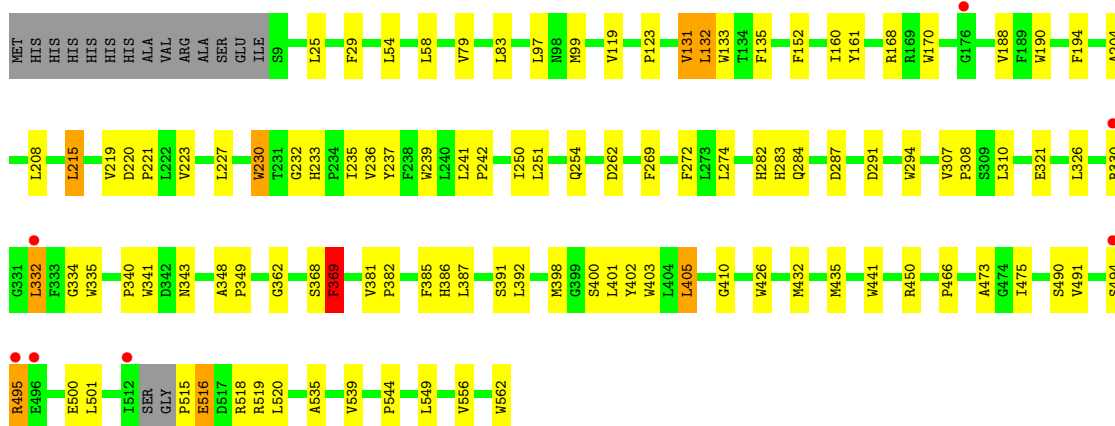 MET HIS HIS HIS HIS HIS HIS ALA VAL ARG ALA SER GLU ILE S9 L25 F29 L54 L58 V79 L83 L97 N98 M99 V119 P123 V131 L132 W133 T134 F135 F152 I160 Y161 R168 R169 W170 G176 V188 F189 W190 F194 A204
L208 L215 V219 D220 P221 L222 V223 L227 W230 T231 G232 H233 P234 I235 V236 Y237 F238 W239 L240 L241 P242 I250 L251 Q254 D262 F269 F272 L273 L274 H282 H283 Q284 D287 D291 W294 V307 P308 S309 L310 E321 L326 R330
G331 L332 F333 G334 W335 P340 W341 D342 N343 A348 P349 G362 S368 F369 V381 P382 F385 H386 L387 S391 L392 M398 G399 S400 L401 Y402 W403 L404 L405 G410 W426 M432 M435 W441 R450 P466 A473 G474 I475 S490 V491 S494
R495 E496 E500 L501 I512 SER GLY P515 E516 D517 R518 R519 L520 A535 V539 P544 L549 V556 W562